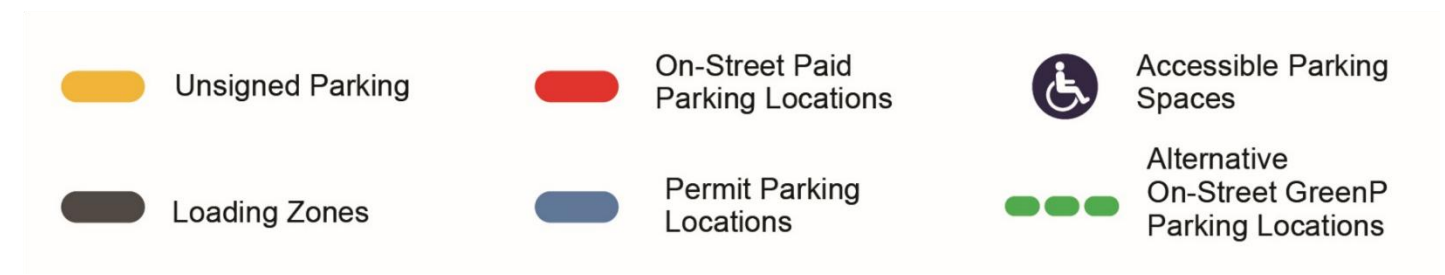 Unsigned Parking
On-Street Paid
Parking Locations
Accessible Parking
Spaces
Loading Zones
Permit Parking
Locations
Alternative
On-Street GreenP
Parking Locations